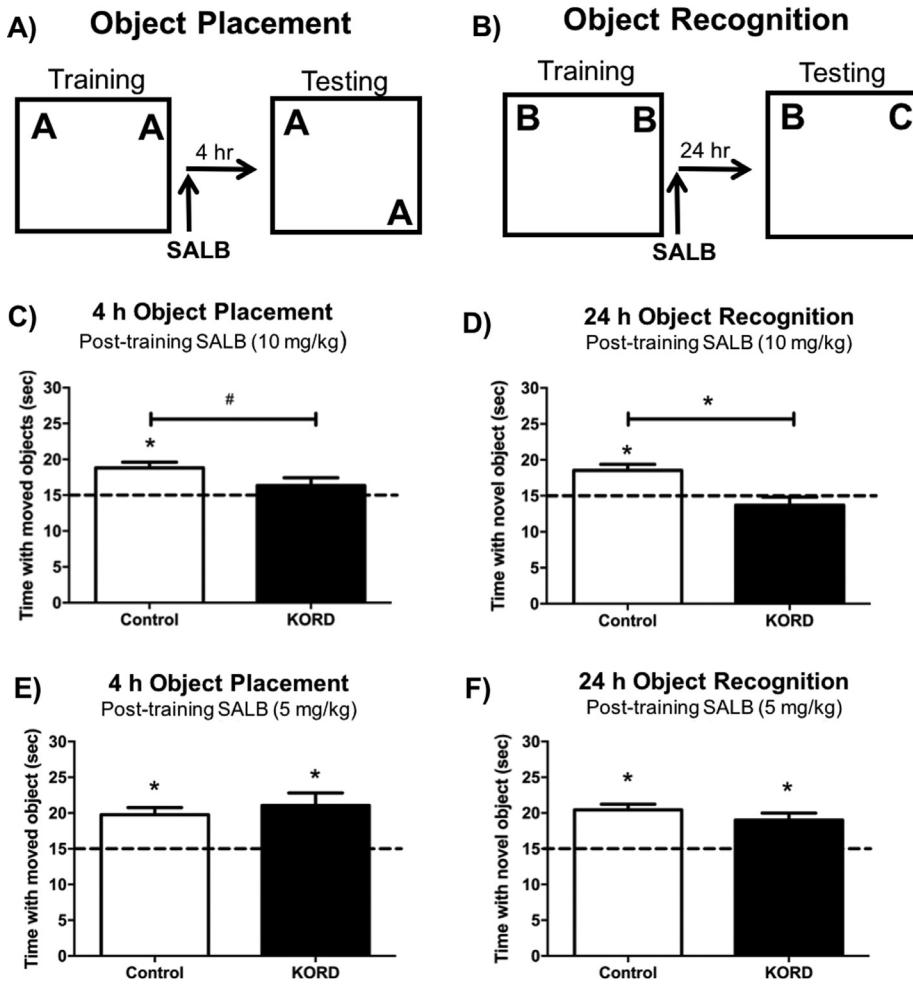 A) Object Placement
Training
Testing
A A
A
4 hr
A
SALB
B) Object Recognition
Training
Testing
B B
B C
24 hr
SALB
C) 4 h Object Placement
Post-training SALB (10 mg/kg)
Time with moved objects (sec)
30
25
20
15
10
5
0
#
*
Control KORD
D) 24 h Object Recognition
Post-training SALB (10 mg/kg)
Time with novel object (sec)
30
25
20
15
10
5
0
*
*
Control KORD
E) 4 h Object Placement
Post-training SALB (5 mg/kg)
Time with moved object (sec)
30
25
20
15
10
5
0
* *
Control KORD
F) 24 h Object Recognition
Post-training SALB (5 mg/kg)
Time with novel object (sec)
30
25
20
15
10
5
0
* *
Control KORD